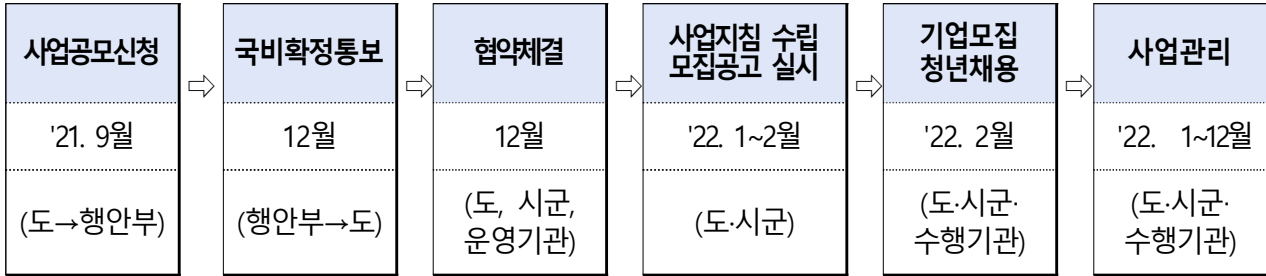 사업공모신청
'21. 9월
(도→행안부)
⇨
국비확정통보
12월
(행안부→도)
⇨
협약체결
12월
(도, 시군,
운영기관)
⇨
사업지침 수립
모집공고 실시
'22. 1~2월
(도·시군)
⇨
기업모집
청년채용
'22. 2월
(도·시군·
수행기관)
⇨
사업관리
'22. 1~12월
(도·시군·
수행기관)